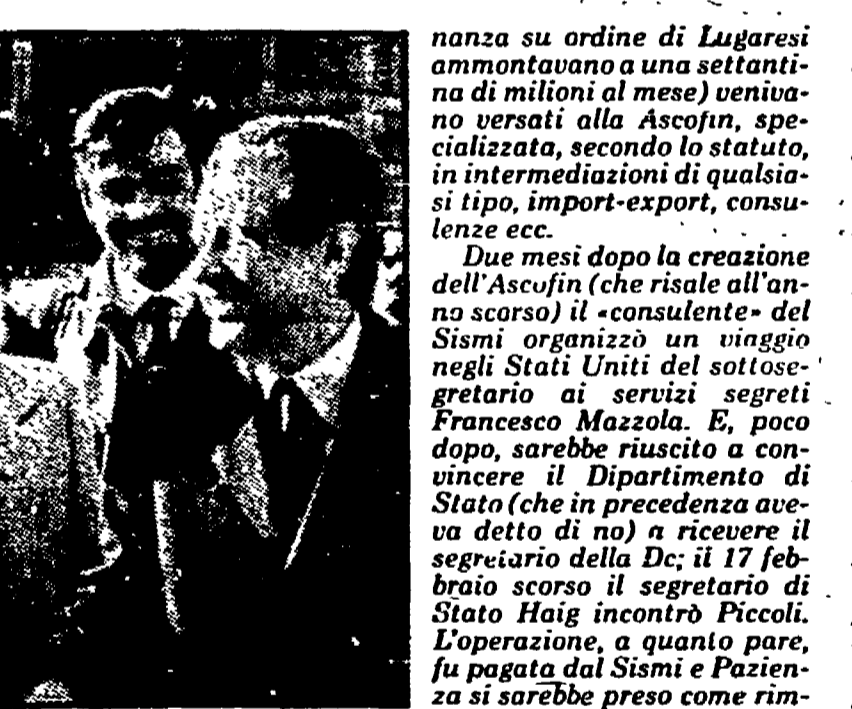 nanza su ordine di Lugaresi
ammontavano a una settanti-
na di milioni al mese) veniva-
no versati alla Ascofin, spe-
cializzata, secondo lo statuto,
in intermediazioni di qualsia-
si tipo, import-export, consu-
lenze ecc.
Due mesi dopo la creazione
dell'Ascofin (che risale all'an-
no scorso) il «consulente» del
Sismi organizzò un viaggio
negli Stati Uniti del sottose-
gretario ai servizi segreti
Francesco Mazzola. E, poco
dopo, sarebbe riuscito a con-
vincere il Dipartimento di
Stato (che in precedenza ave-
va detto di no) a ricevere il
segretario della Dc; il 17 feb-
braio scorso il segretario di
Stato Haig incontrò Piccoli.
L'operazione, a quanto pare,
fu pagata dal Sismi e Pazien-
za si sarebbe preso come rim-